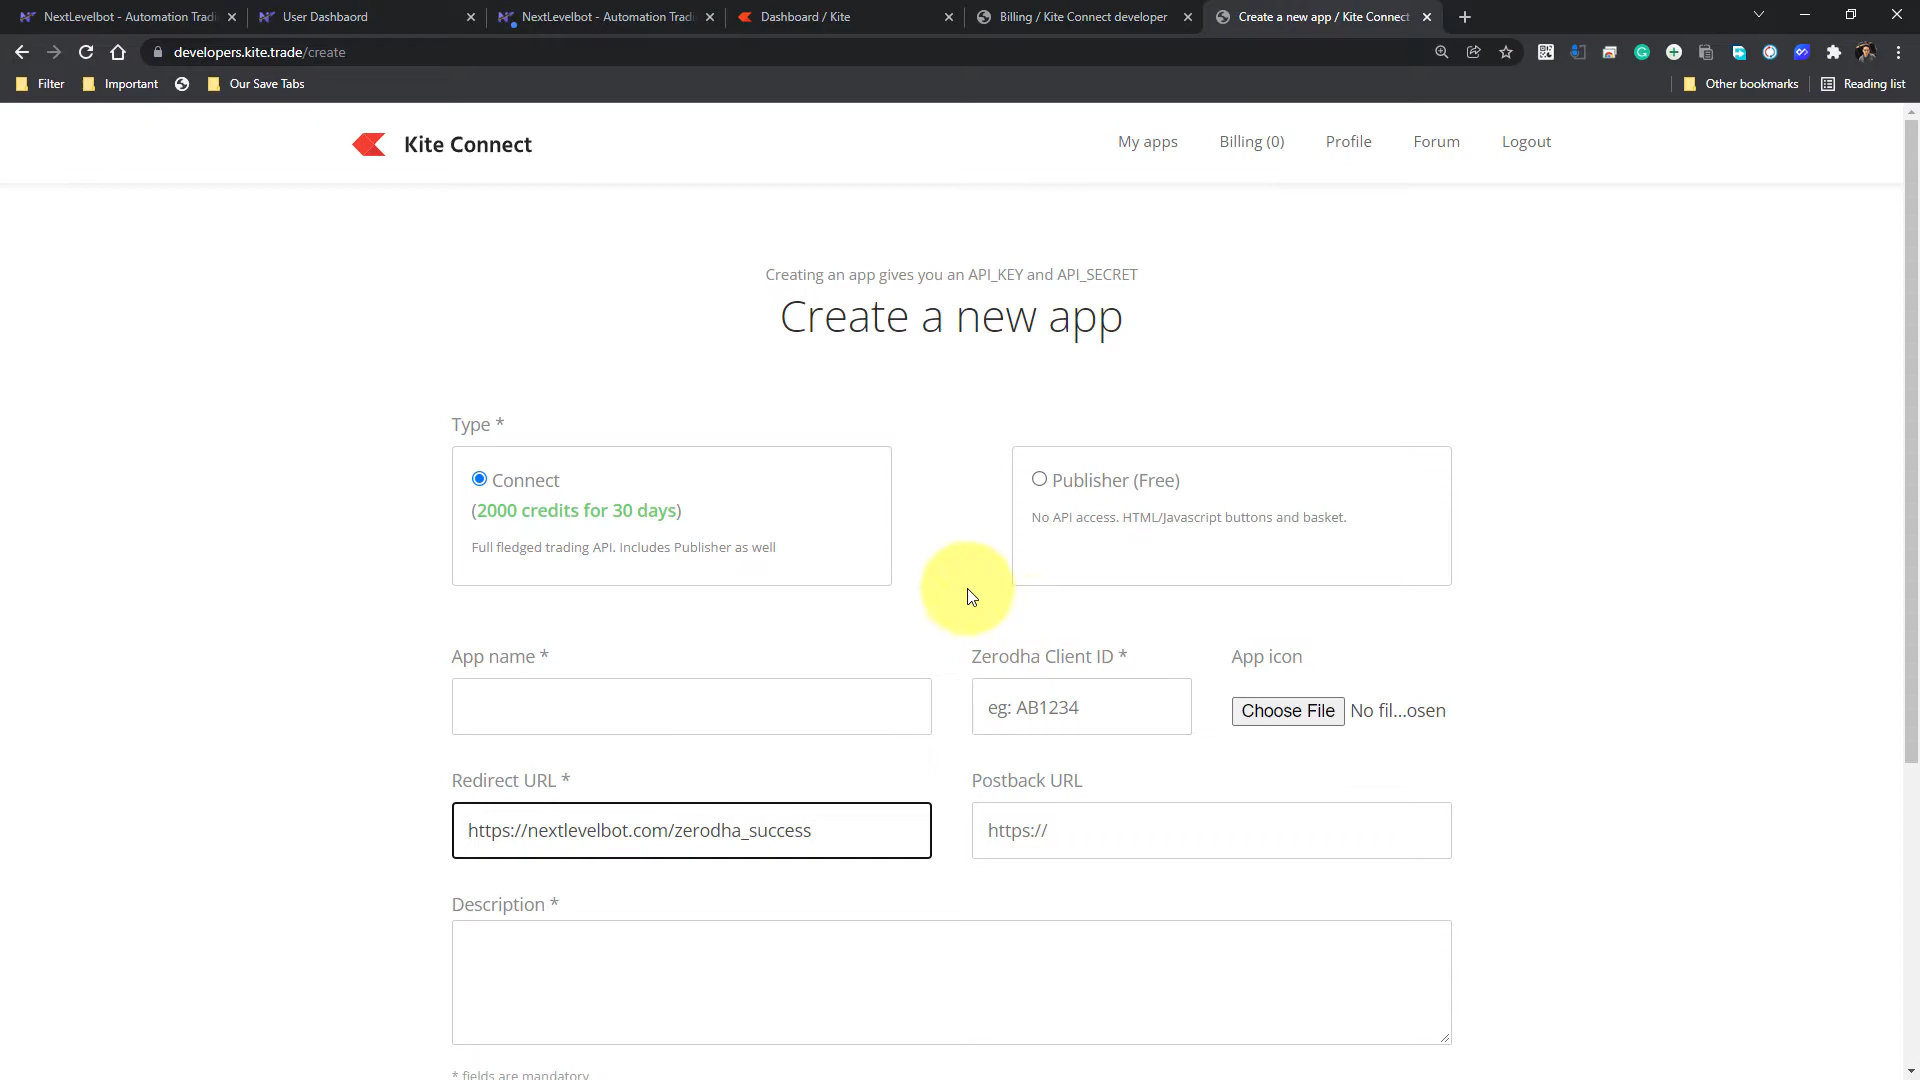 NextLevelbot - Automation Tradi
User Dashbaord
NextLevelbot - Automation Tradi
Dashboard / Kite
Billing / Kite Connect developer
Create a new app / Kite Connect
developers.kite.trade/create
Filter
Important
Our Save Tabs
Other bookmarks
Reading list
Kite Connect
My apps
Billing (0)
Profile
Forum
Logout
Creating an app gives you an API_KEY and API_SECRET
Create a new app
Type *
Connect
(2000 credits for 30 days)
Full fledged trading API. Includes Publisher as well
Publisher (Free)
No API access. HTML/Javascript buttons and basket.
App name *
Zerodha Client ID *
App icon
eg: AB1234
Choose File No fil...osen
Redirect URL *
Postback URL
https://nextlevelbot.com/zerodha_success
https://
Description *
* fields are mandatory